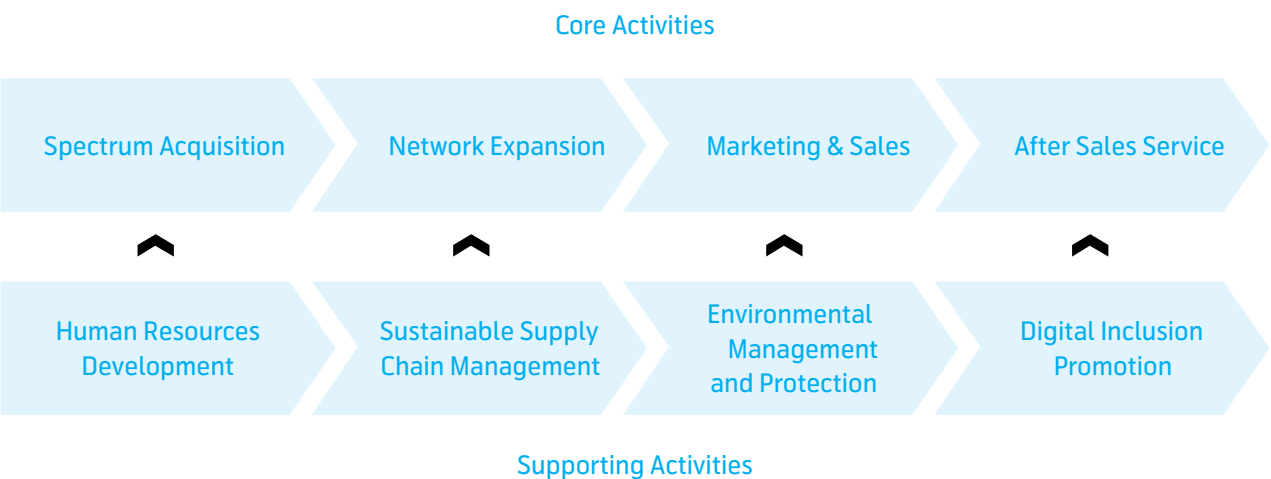 Core Activities
Spectrum Acquisition
Network Expansion
Marketing & Sales
After Sales Service
Human Resources
Development
Sustainable Supply
Chain Management
Environmental
Management
and Protection
Digital Inclusion
Promotion
Supporting Activities